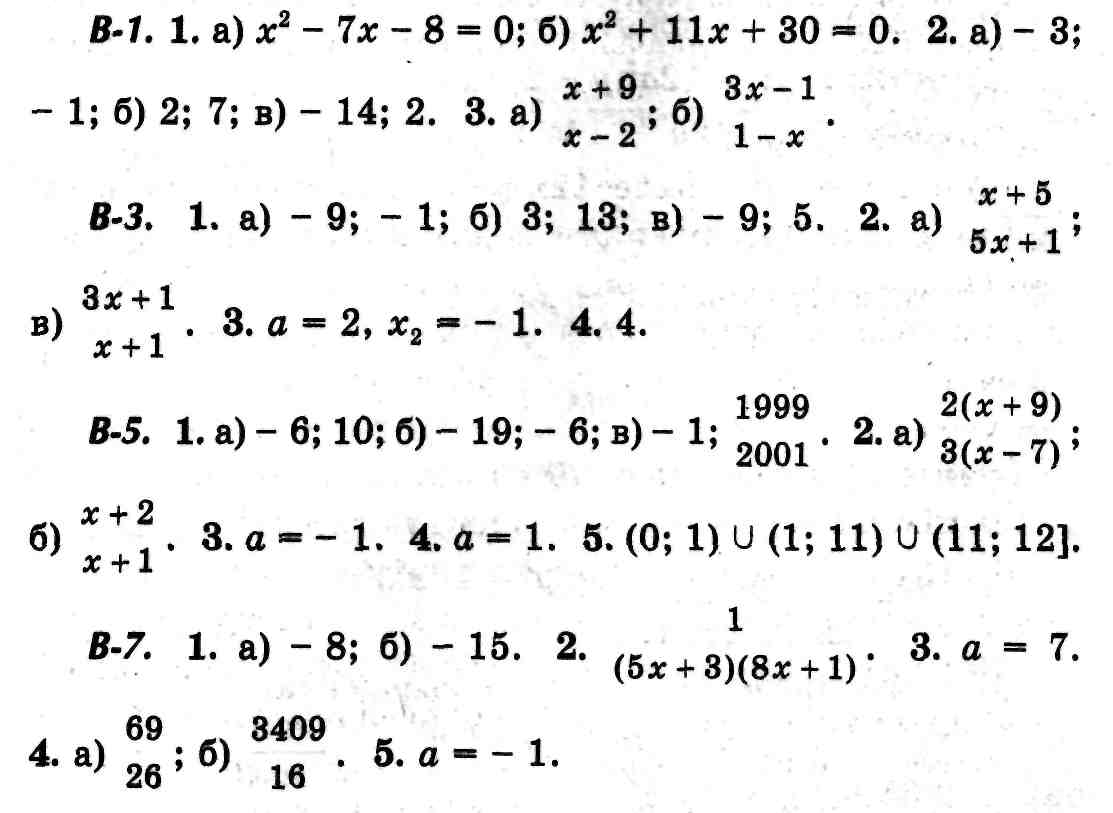 В-1. 1. а) x² − 7x − 8 = 0; б) x² + 11x + 30 = 0. 2. а) − 3;
− 1; б) 2; 7; в) − 14; 2. 3. а) (x + 9)/(x − 2); б) (3x − 1)/(1 − x).
В-3. 1. а) − 9; − 1; б) 3; 13; в) − 9; 5. 2. а) (x + 5)/(5x + 1);
в) (3x + 1)/(x + 1). 3. a = 2, x₂ = − 1. 4. 4.
В-5. 1. а) − 6; 10; б) − 19; − 6; в) − 1; 1999/2001. 2. а) 2(x + 9)/3(x − 7);
б) (x + 2)/(x + 1). 3. a = − 1. 4. a = 1. 5. (0; 1) ∪ (1; 11) ∪ (11; 12].
В-7. 1. а) − 8; б) − 15. 2. 1/(5x + 3)(8x + 1). 3. a = 7.
4. а) 69/26; б) 3409/16. 5. a = − 1.